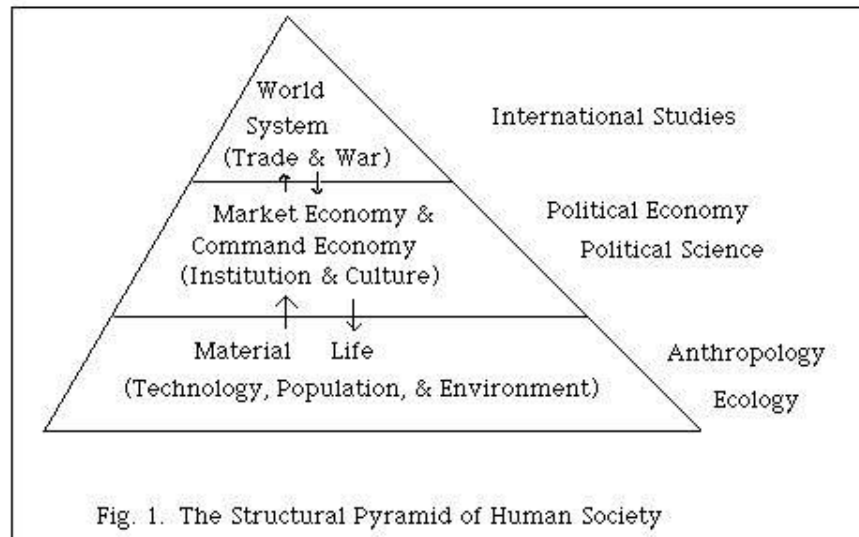 World
System
(Trade & War)
International Studies
Market Economy &
Command Economy
(Institution & Culture)
Political Economy
Political Science
Material Life
(Technology, Population, & Environment)
Anthropology
Ecology
Fig. 1. The Structural Pyramid of Human Society